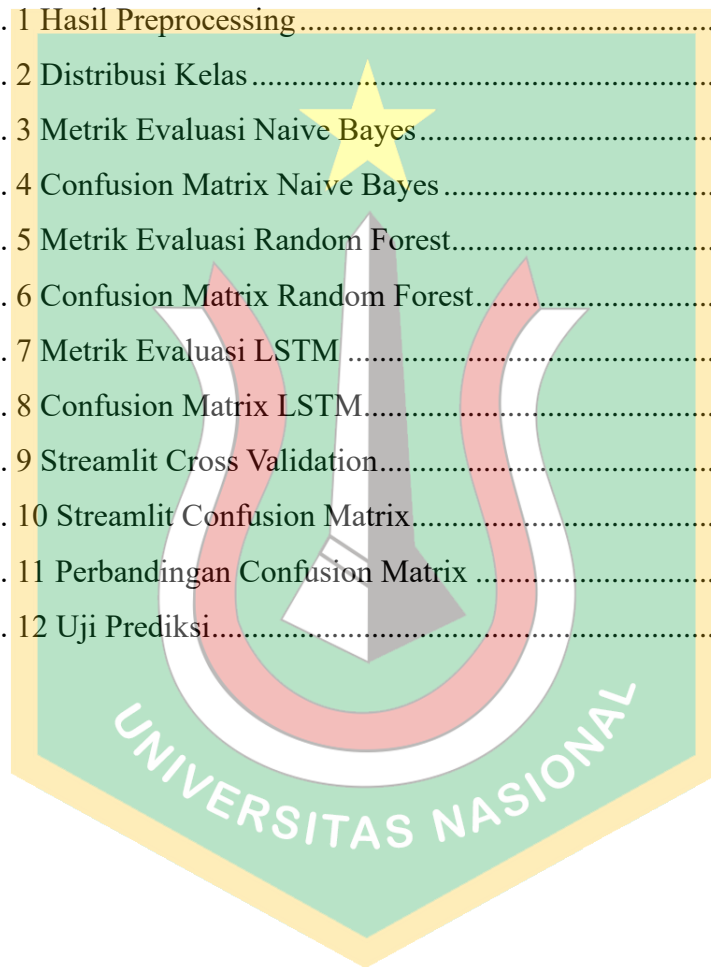 . 1 Hasil Preprocessing........................................................
. 2 Distribusi Kelas..............................................................
. 3 Metrik Evaluasi Naive Bayes.........................................
. 4 Confusion Matrix Naive Bayes......................................
. 5 Metrik Evaluasi Random Forest.................................
. 6 Confusion Matrix Random Forest..............................
. 7 Metrik Evaluasi LSTM ..................................................
. 8 Confusion Matrix LSTM................................................
. 9 Streamlit Cross Validation..............................................
. 10 Streamlit Confusion Matrix.........................................
. 11 Perbandingan Confusion Matrix ................................
. 12 Uji Prediksi...................................................................
UNIVERSITAS NASIONAL